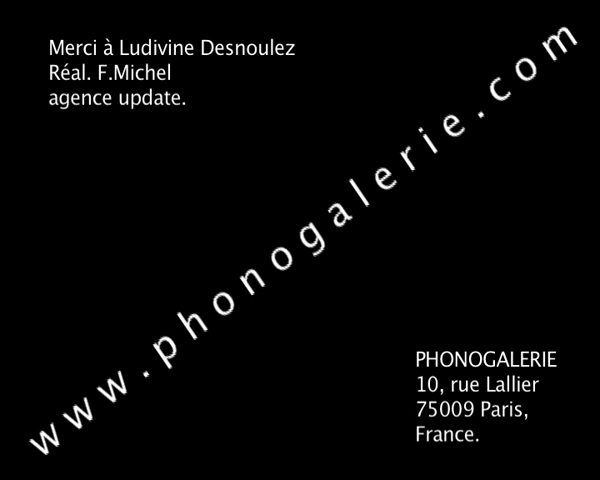 Merci à Ludivine Desnoulez
Réal. F.Michel
agence update.
www.phonogalerie.com
PHONOGALERIE
10, rue Lallier
75009 Paris,
France.